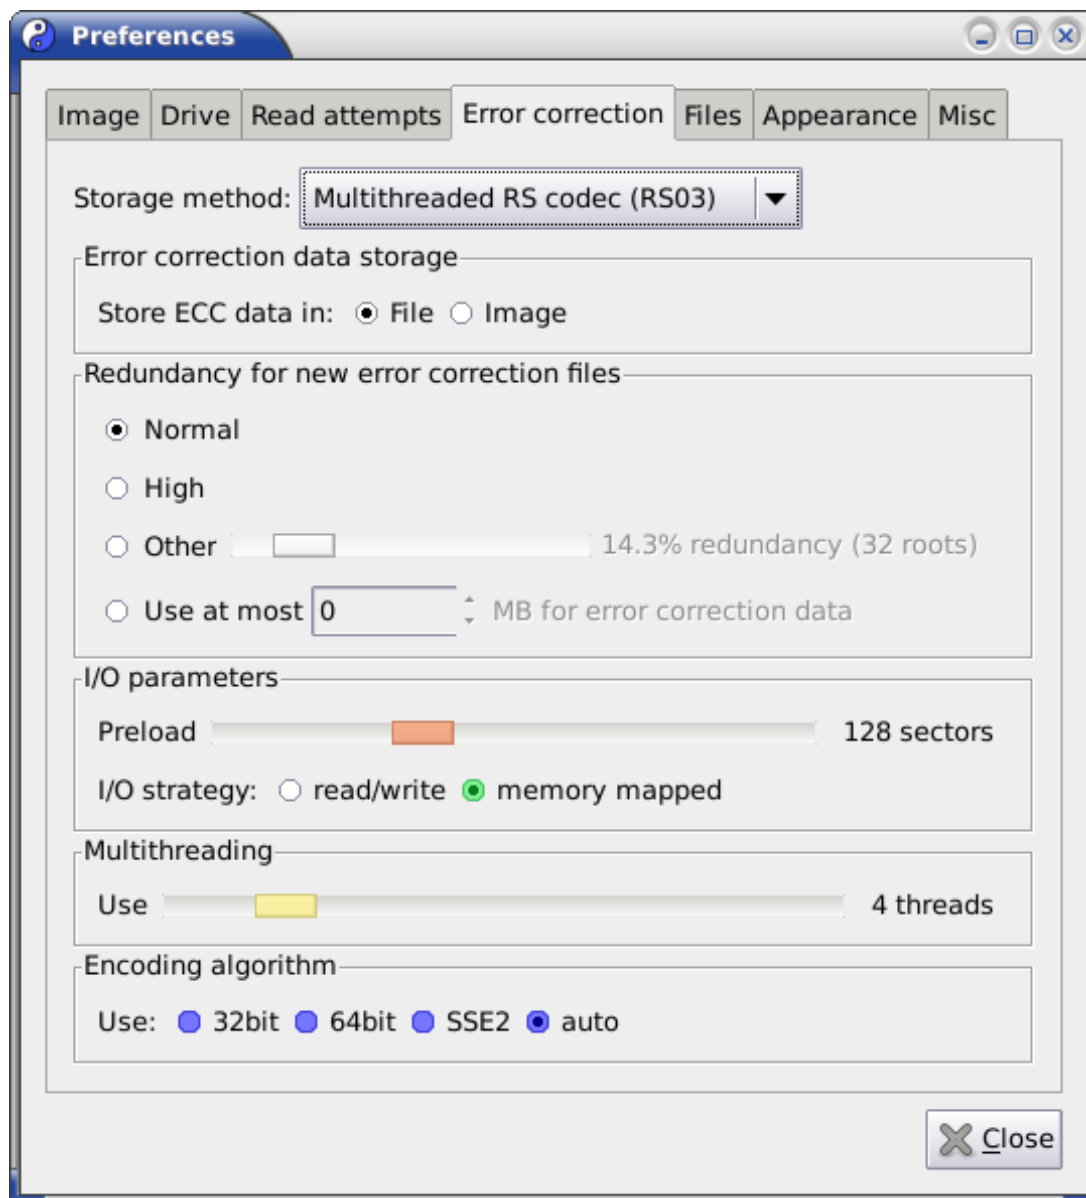 Preferences
Image Drive Read attempts Error correction Files Appearance Misc
Storage method: Multithreaded RS codec (RS03)
Error correction data storage
Store ECC data in: File Image
Redundancy for new error correction files
Normal
High
Other 14.3% redundancy (32 roots)
Use at most 0 MB for error correction data
I/O parameters
Preload 128 sectors
I/O strategy: read/write memory mapped
Multithreading
Use 4 threads
Encoding algorithm
Use: 32bit 64bit SSE2 auto
Close